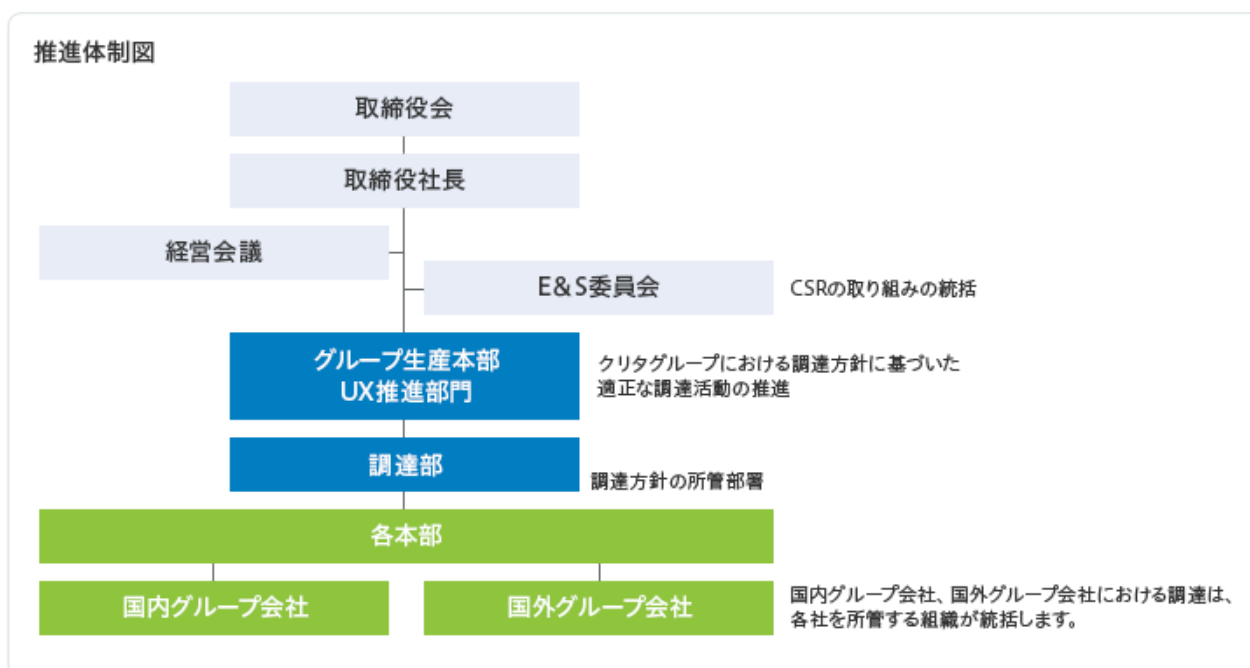 推進体制図
取締役会
取締役社長
経営会議
E&S委員会
CSRの取り組みの統括
グループ生産本部
UX推進部門
クリタグループにおける調達方針に基づいた
適正な調達活動の推進
調達部
調達方針の所管部署
各本部
国内グループ会社
国外グループ会社
国内グループ会社、国外グループ会社における調達は、
各社を所管する組織が統括します。